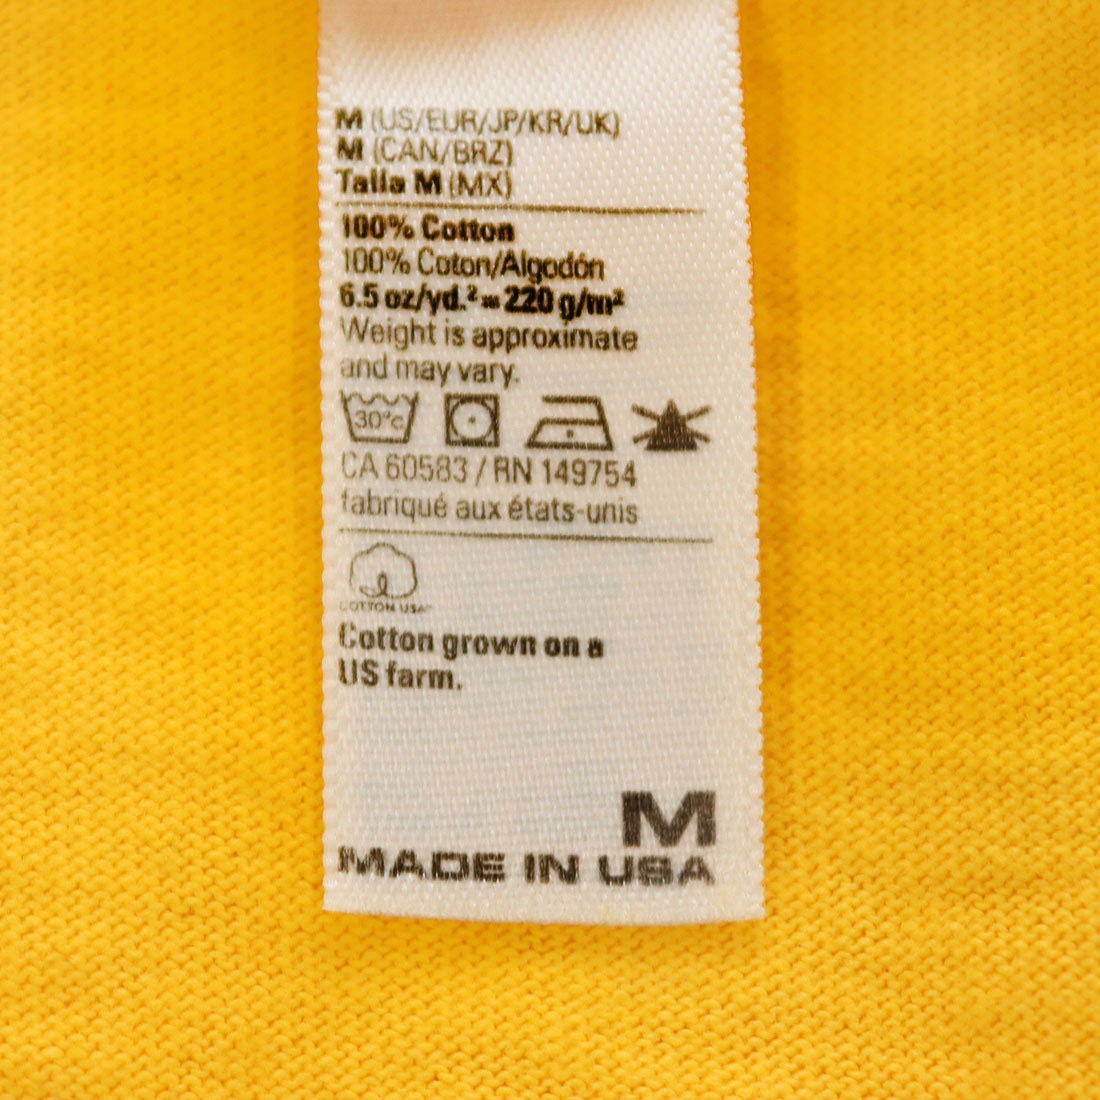 M (US/EUR/JP/KR/UK)
M (CAN/BRZ)
Talla M (MX)
100% Cotton
100% Coton/Algodón
6.5 oz/yd.² = 220 g/m²
Weight is approximate
and may vary.
30°C
CA 60583 / RN 149754
fabriqué aux états-unis
COTTON USA
Cotton grown on a
US farm.
M
MADE IN USA